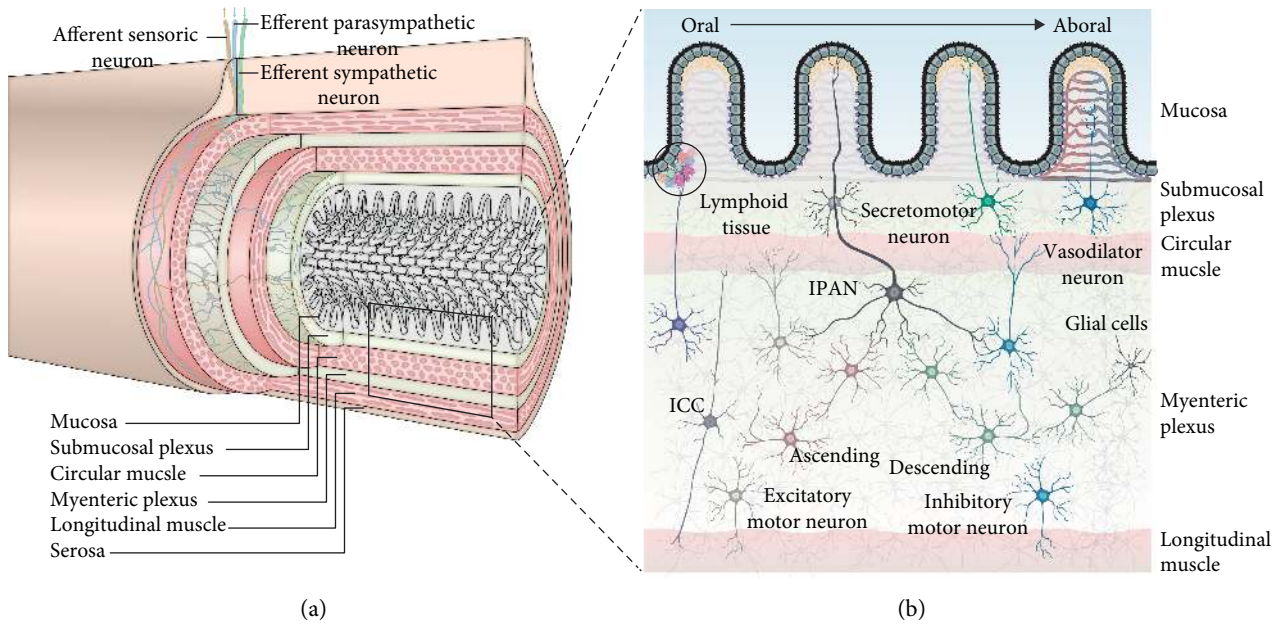 Afferent sensoric
neuron
Efferent parasympathetic
neuron
Efferent sympathetic
neuron
Mucosa
Submucosal plexus
Circular mucsle
Myenteric plexus
Longitudinal muscle
Serosa
(a)
Oral
Aboral
Mucosa
Submucosal
plexus
Circular
mucsle
Lymphoid
tissue
Secretomotor
neuron
Vasodilator
neuron
IPAN
Glial cells
ICC
Myenteric
plexus
Ascending
Descending
Excitatory
motor neuron
Inhibitory
motor neuron
Longitudinal
muscle
(b)